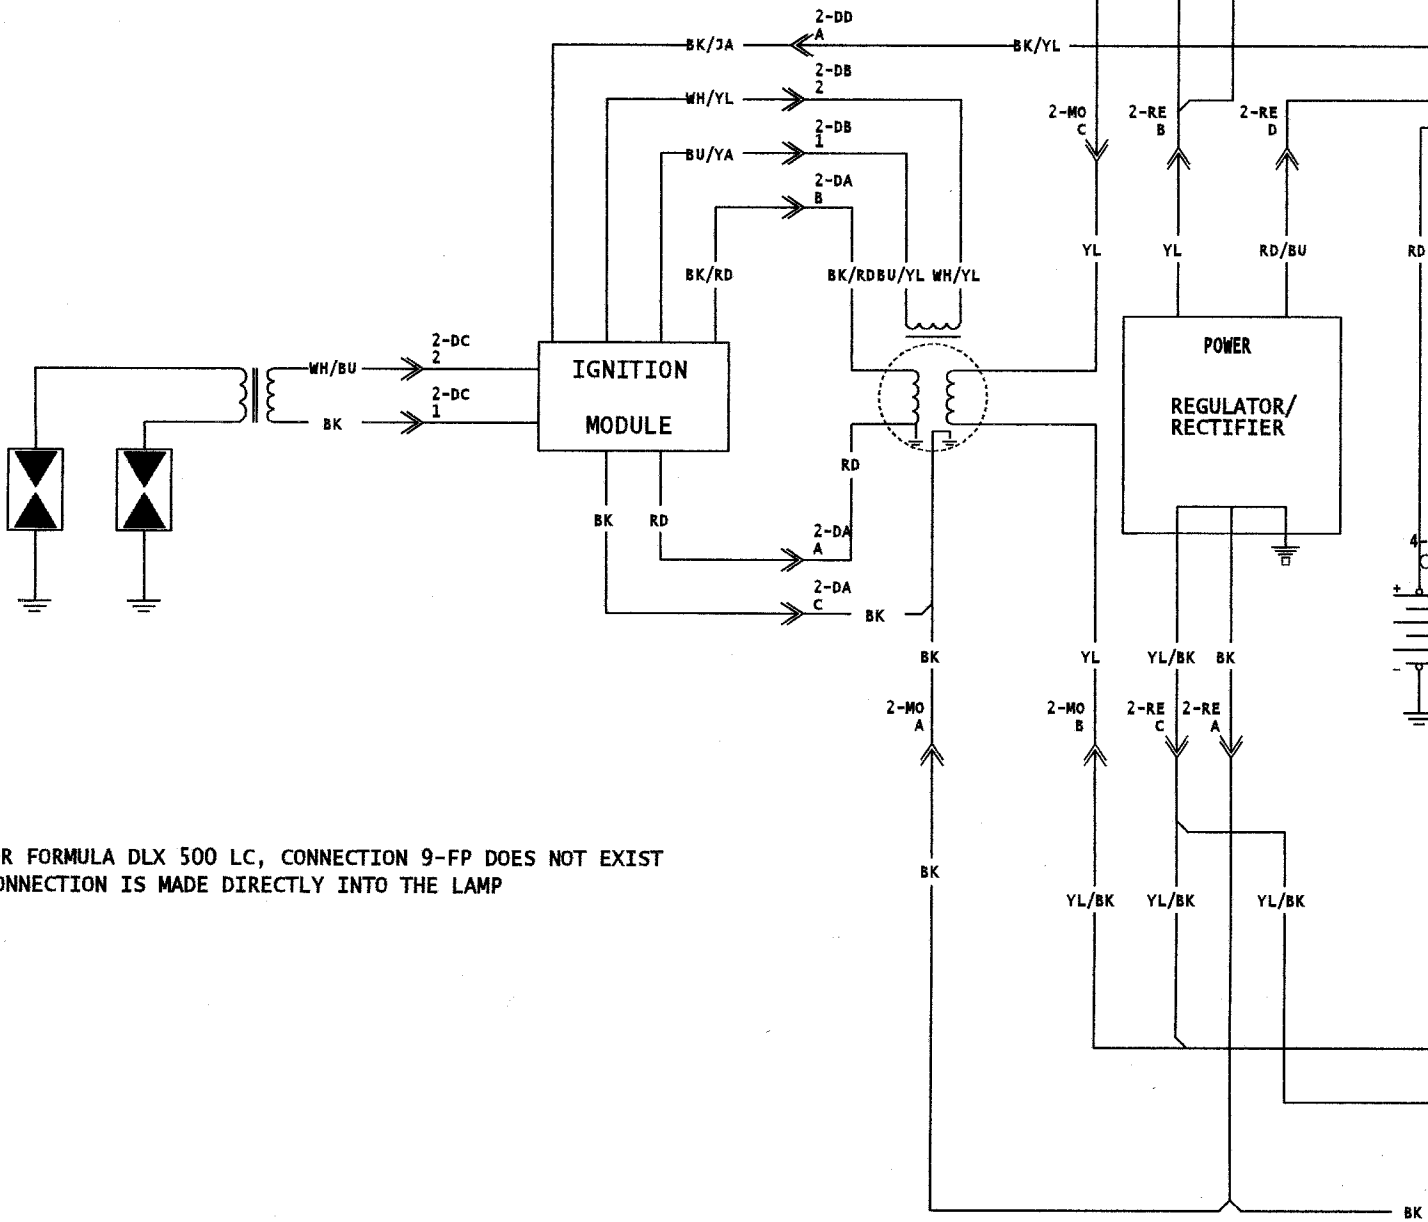 2-DD
A
BK/JA
BK/YL
2-DB
2
WH/YL
2-MO
C
2-RE
B
2-RE
D
2-DB
1
BU/YA
2-DA
B
YL
YL
RD/BU
RD
BK/RD
BK/RD
BU/YL
WH/YL
2-DC
2
WH/BU
IGNITION
MODULE
2-DC
1
BK
POWER
REGULATOR/
RECTIFIER
RD
BK
RD
2-DA
A
4-
+
2-DA
C
BK
BK
YL
YL/BK
BK
-
2-MO
A
2-MO
B
2-RE
C
2-RE
A
R FORMULA DLX 500 LC, CONNECTION 9-FP DOES NOT EXIST
ONNECTION IS MADE DIRECTLY INTO THE LAMP
BK
YL/BK
YL/BK
YL/BK
BK